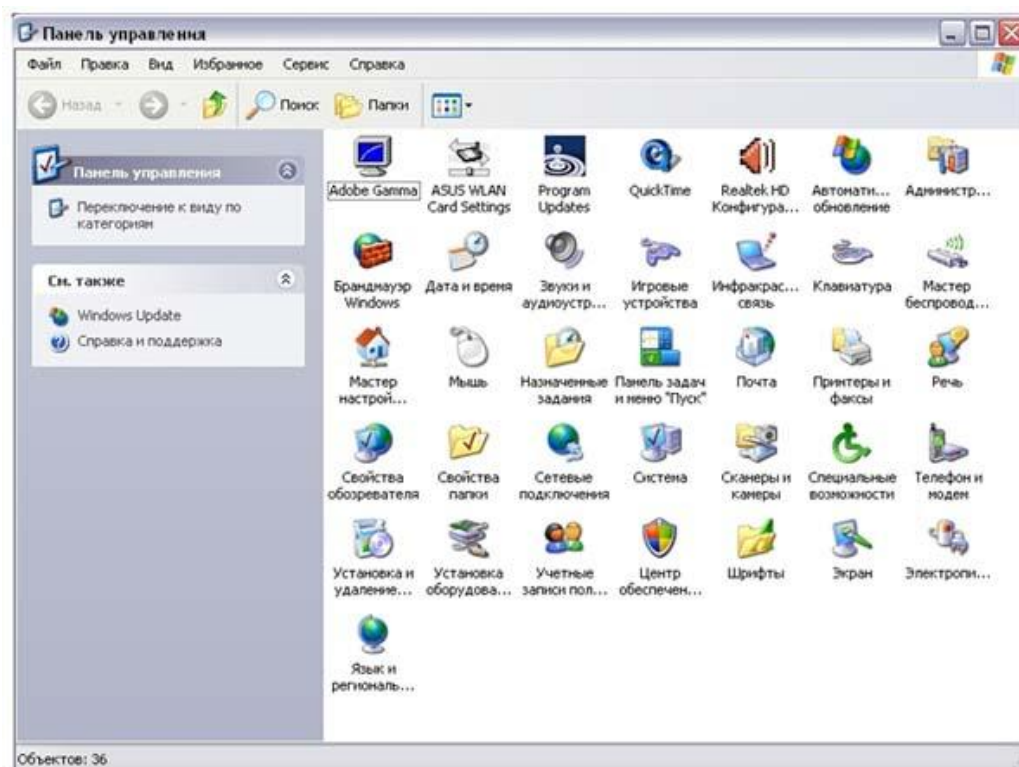 Панель управления
Файл Правка Вид Избранное Сервис Справка
Назад Поиск Папки
Панель управления
Переключение к виду по
категориям
См. также
Windows Update
Справка и поддержка
Adobe Gamma
ASUS WLAN
Card Settings
Program
Updates
QuickTime
Realtek HD
Конфигура...
Автомати...
обновление
Администр...
Брандмауэр
Windows
Дата и время
Звуки и
аудиоустр...
Игровые
устройства
Инфракрас...
связь
Клавиатура
Мастер
беспровод...
Мастер
настрой...
Мышь
Назначенные
задания
Панель задач
и меню "Пуск"
Почта
Принтеры и
факсы
Речь
Свойства
обозревателя
Свойства
папки
Сетевые
подключения
Система
Сканеры и
камеры
Специальные
возможности
Телефон и
модем
Установка и
удаление...
Установка
оборудова...
Учетные
записи пол...
Центр
обеспечен...
Шрифты
Экран
Электропи...
Язык и
региональ...
Объектов: 36